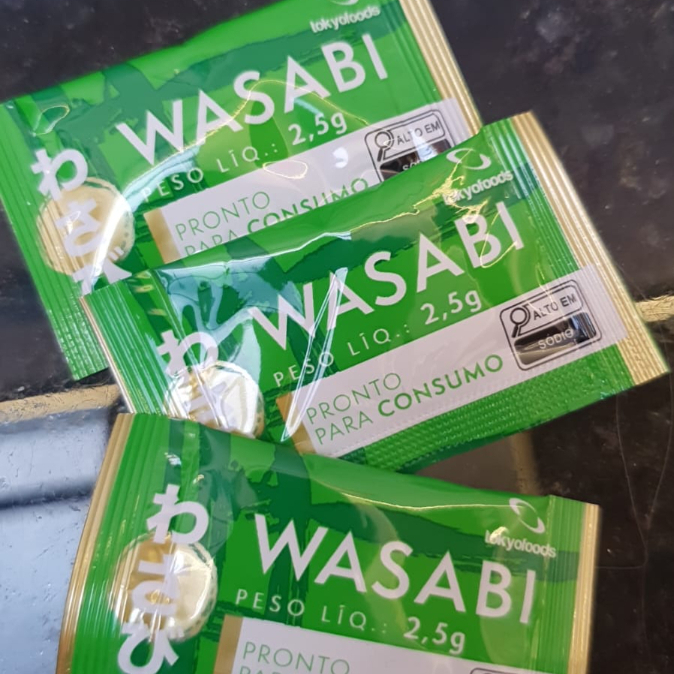 tokyofoods
WASABI
PESO LÍQ.: 2,5g
わさび
ALTO EM
PRONTO
PARA CONSUMO
tokyofoods
WASABI
PESO LÍQ.: 2,5g
わさ
ALTO EM
SÓDIO
PRONTO
PARA CONSUMO
tokyofoods
WASABI
PESO LÍQ.: 2,5g
わさび
PRONTO